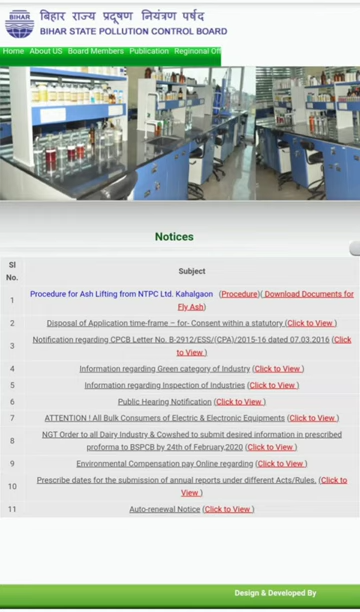 बिहार राज्य प्रदूषण नियंत्रण पर्षद
BIHAR
BIHAR STATE POLLUTION CONTROL BOARD
Home About US Board Members Publication Reginonal Off
Notices
Sl No. Subject
1 Procedure for Ash Lifting from NTPC Ltd. Kahalgaon (Procedure)( Download Documents for
Fly Ash)
2 Disposal of Application time-frame – for- Consent within a statutory (Click to View )
3 Notification regarding CPCB Letter No. B-2912/ESS/(CPA)/2015-16 dated 07.03.2016 (Click
to View )
4 Information regarding Green category of Industry (Click to View )
5 Information regarding Inspection of Industries (Click to View )
6 Public Hearing Notification (Click to View )
7 ATTENTION ! All Bulk Consumers of Electric & Electronic Equipments (Click to View )
8 NGT Order to all Dairy Industry & Cowshed to submit desired information in prescribed
proforma to BSPCB by 24th of February,2020 (Click to View )
9 Environmental Compensation pay Online regarding (Click to View )
10 Prescribe dates for the submission of annual reports under different Acts/Rules. (Click to
View )
11 Auto-renewal Notice (Click to View )
Design & Developed By